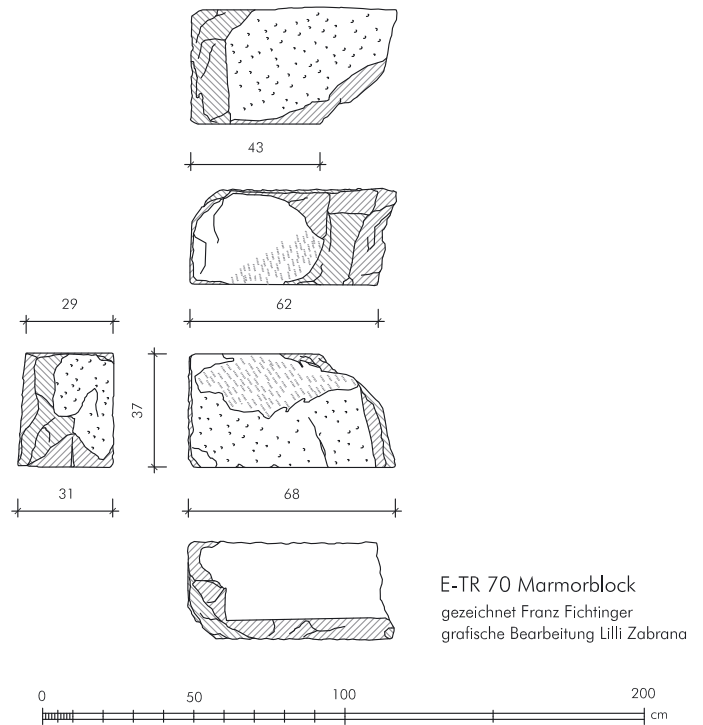 43
62
29
37
31
68
E-TR 70 Marmorblock
gezeichnet Franz Fichtinger
grafische Bearbeitung Lilli Zabrana
0 50 100 200
cm